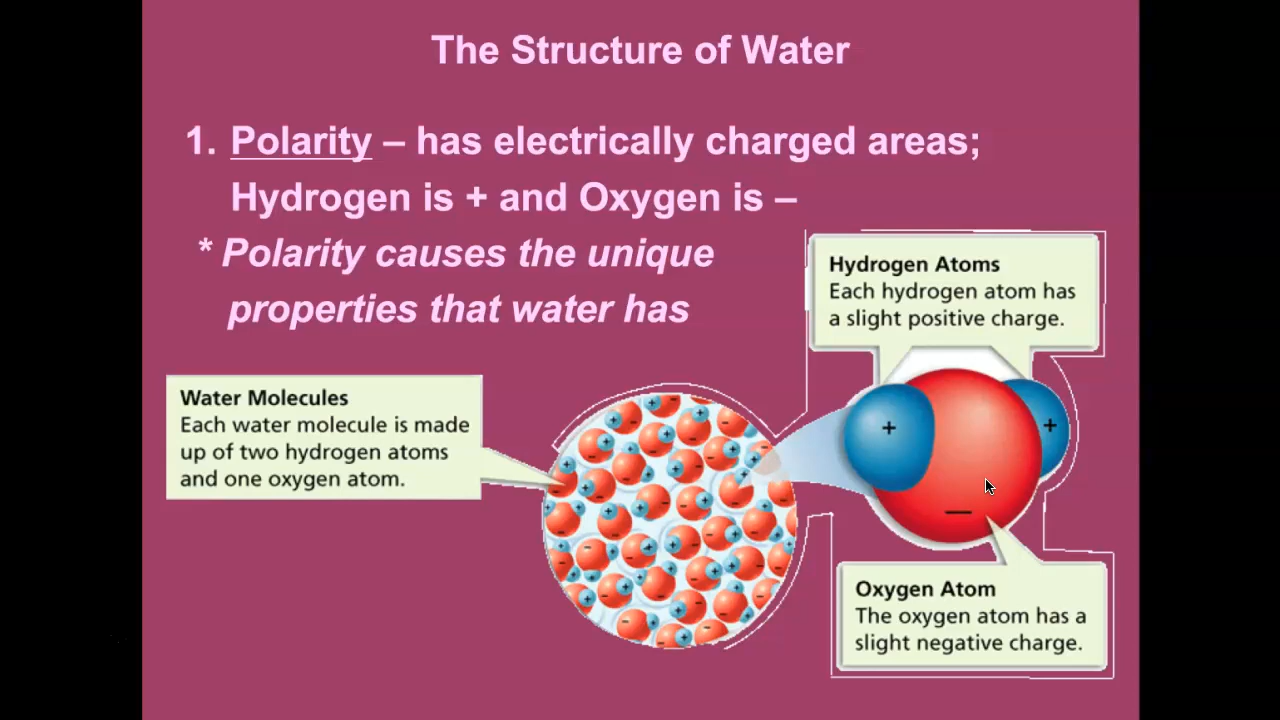 The Structure of Water
1. Polarity – has electrically charged areas;
Hydrogen is + and Oxygen is –
* Polarity causes the unique
properties that water has
Hydrogen Atoms
Each hydrogen atom has
a slight positive charge.
Water Molecules
Each water molecule is made
up of two hydrogen atoms
and one oxygen atom.
+ +
–
Oxygen Atom
The oxygen atom has a
slight negative charge.